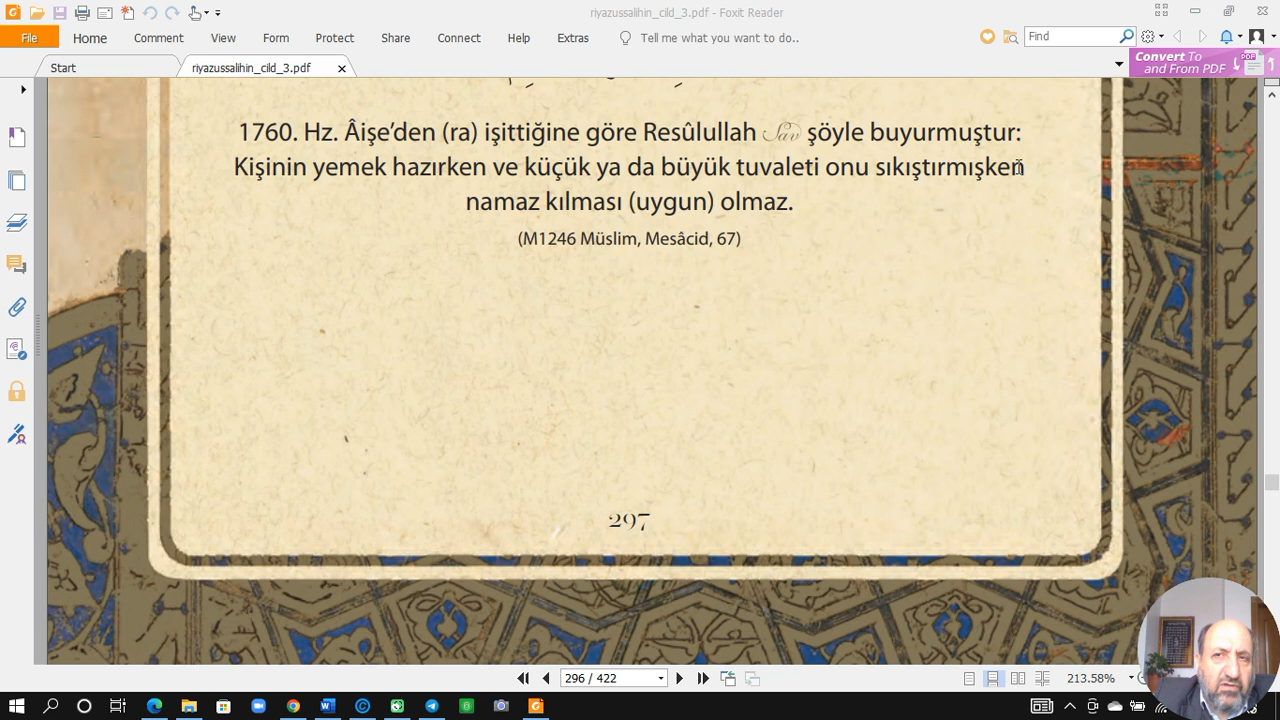 riyazussalihin_cild_3.pdf - Foxit Reader
File Home Comment View Form Protect Share Connect Help Extras Tell me what you want to do.. Find
Start riyazussalihin_cild_3.pdf
Convert To
and From PDF
PDF
1760. Hz. Âişe’den (ra) işittiğine göre Resûlullah Sav şöyle buyurmuştur:
Kişinin yemek hazırken ve küçük ya da büyük tuvaleti onu sıkıştırmışken
namaz kılması (uygun) olmaz.
(M1246 Müslim, Mesâcid, 67)
297
296 / 422
213.58%